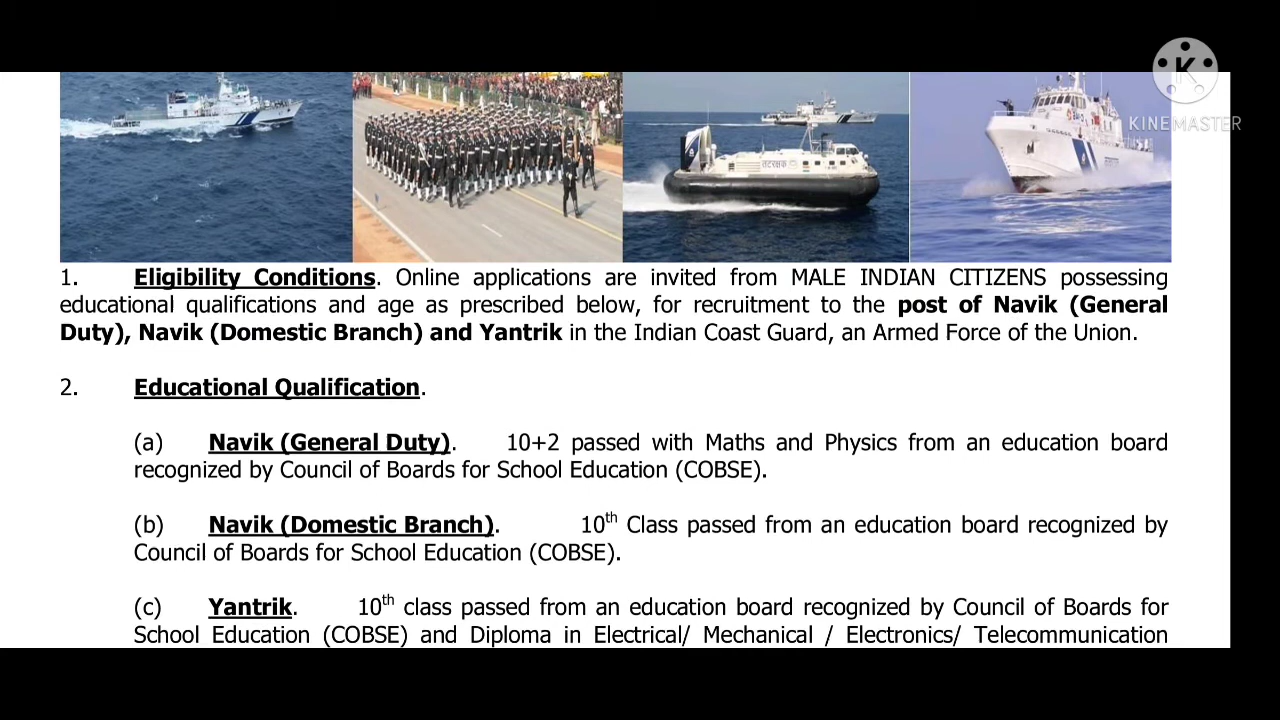 K
KINEMASTER
तटरक्षक
1. Eligibility Conditions. Online applications are invited from MALE INDIAN CITIZENS possessing
educational qualifications and age as prescribed below, for recruitment to the post of Navik (General
Duty), Navik (Domestic Branch) and Yantrik in the Indian Coast Guard, an Armed Force of the Union.
2. Educational Qualification.
(a) Navik (General Duty). 10+2 passed with Maths and Physics from an education board
recognized by Council of Boards for School Education (COBSE).
(b) Navik (Domestic Branch). 10th Class passed from an education board recognized by
Council of Boards for School Education (COBSE).
(c) Yantrik. 10th class passed from an education board recognized by Council of Boards for
School Education (COBSE) and Diploma in Electrical/ Mechanical / Electronics/ Telecommunication